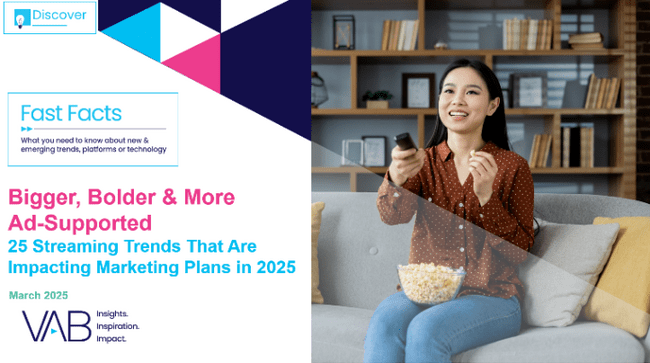 Discover
Fast Facts
What you need to know about new &
emerging trends, platforms or technology
Bigger, Bolder & More
Ad-Supported
25 Streaming Trends That Are
Impacting Marketing Plans in 2025
March 2025
VAB
Insights.
Inspiration.
Impact.